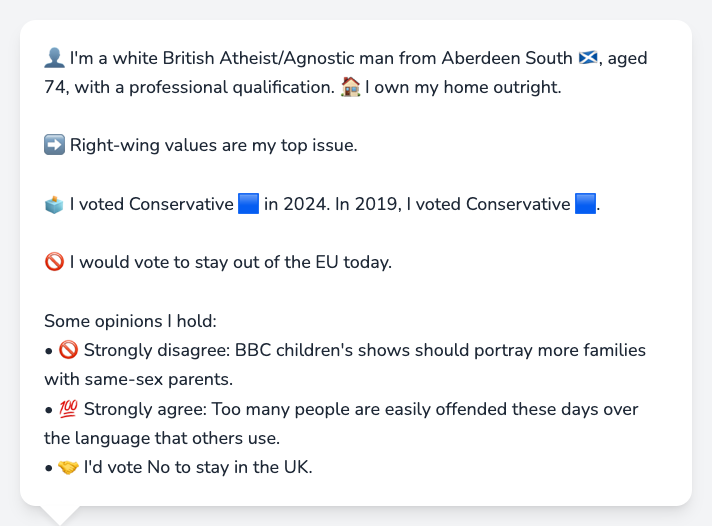 👤 I'm a white British Atheist/Agnostic man from Aberdeen South 🏴󠁧󠁢󠁳󠁣󠁴󠁿, aged
74, with a professional qualification. 🏠 I own my home outright.
➡️ Right-wing values are my top issue.
🗳️ I voted Conservative 🟦 in 2024. In 2019, I voted Conservative 🟦.
🚫 I would vote to stay out of the EU today.
Some opinions I hold:
• 🚫 Strongly disagree: BBC children's shows should portray more families
with same-sex parents.
• 💯 Strongly agree: Too many people are easily offended these days over
the language that others use.
• 🤝 I'd vote No to stay in the UK.